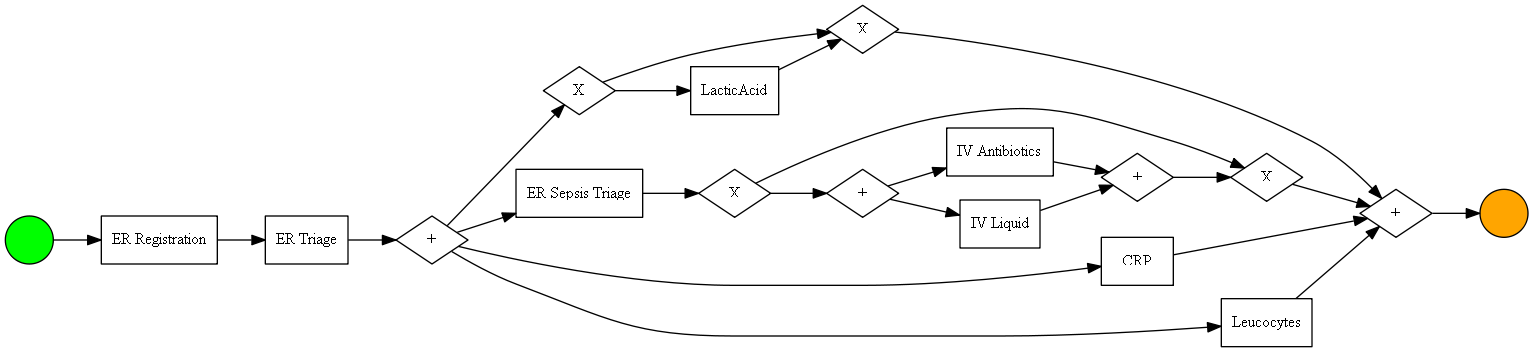 X
X
LacticAcid
IV Antibiotics
ER Sepsis Triage
X
+
+
X
IV Liquid
ER Registration
ER Triage
+
+
CRP
Leucocytes